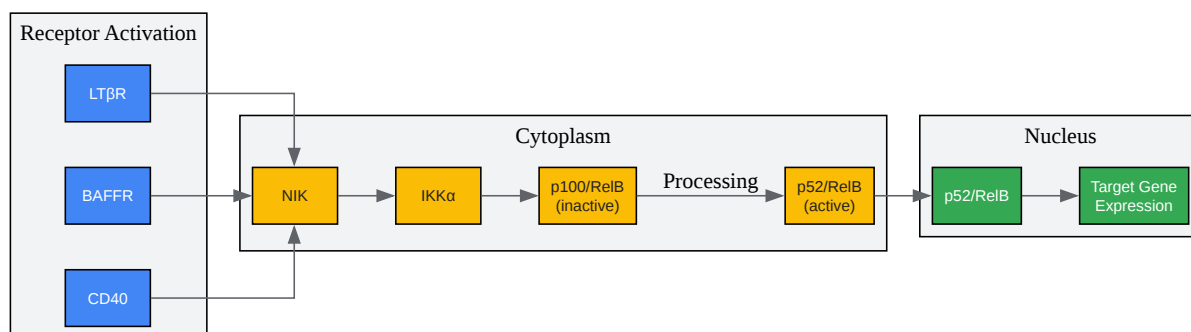 Receptor Activation
LTβR
BAFFR
CD40
Cytoplasm
NIK
IKKα
p100/RelB
(inactive)
Processing
p52/RelB
(active)
Nucleus
p52/RelB
Target Gene
Expression